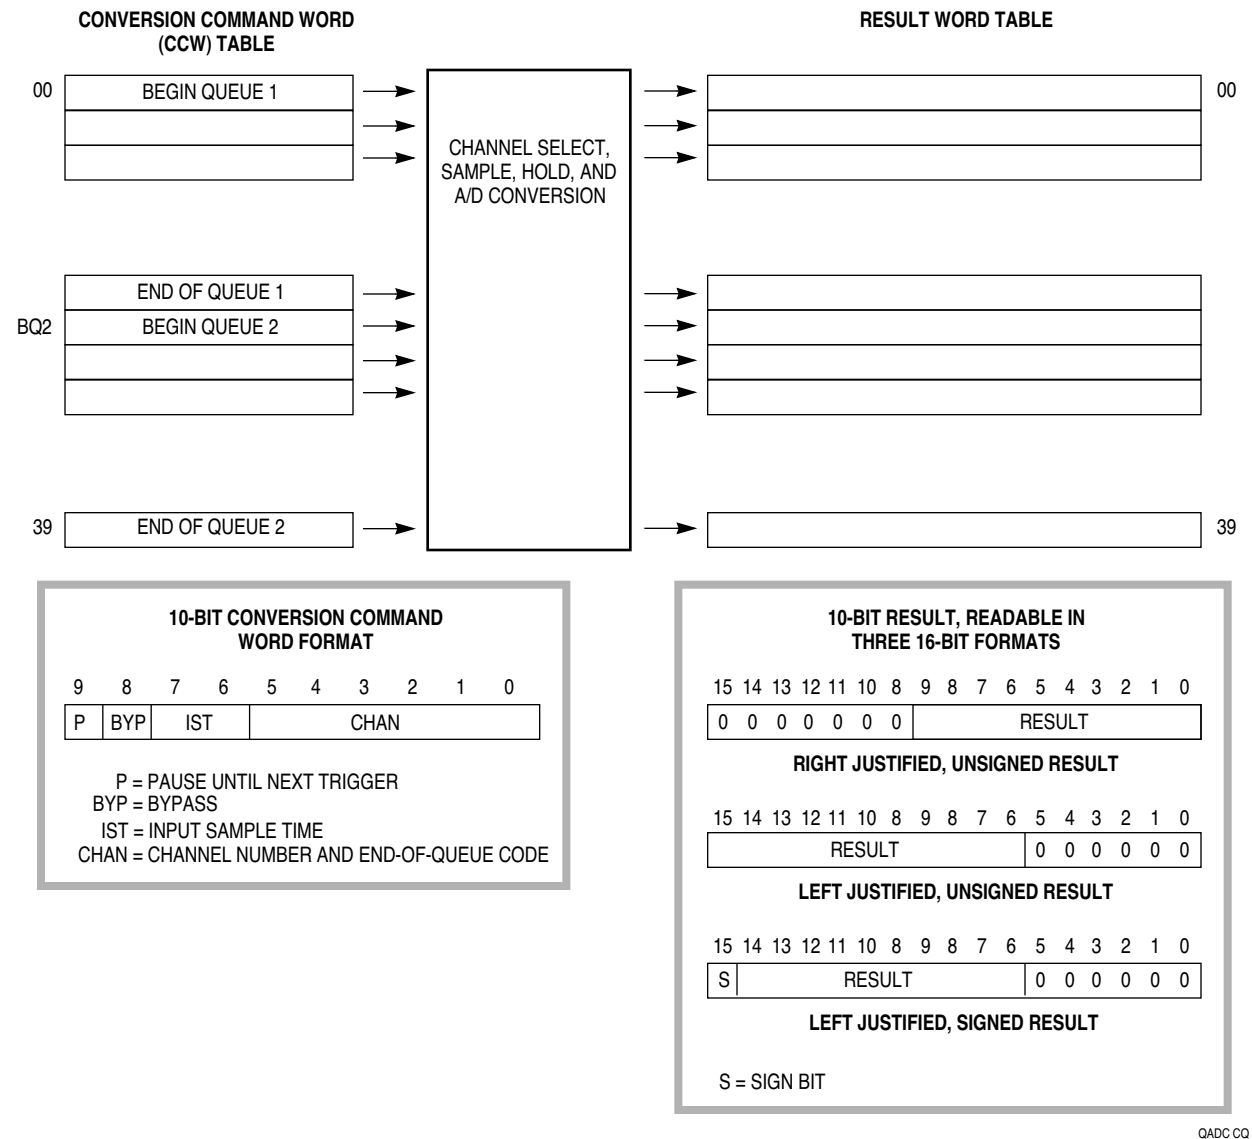 CONVERSION COMMAND WORD
(CCW) TABLE
RESULT WORD TABLE
00 BEGIN QUEUE 1 00
CHANNEL SELECT,
SAMPLE, HOLD, AND
A/D CONVERSION
END OF QUEUE 1
BQ2 BEGIN QUEUE 2
39 END OF QUEUE 2 39
10-BIT CONVERSION COMMAND
WORD FORMAT
9 8 7 6 5 4 3 2 1 0
P BYP IST CHAN
P = PAUSE UNTIL NEXT TRIGGER
BYP = BYPASS
IST = INPUT SAMPLE TIME
CHAN = CHANNEL NUMBER AND END-OF-QUEUE CODE
10-BIT RESULT, READABLE IN
THREE 16-BIT FORMATS
15 14 13 12 11 10 8 9 8 7 6 5 4 3 2 1 0
0 0 0 0 0 0 0 RESULT
RIGHT JUSTIFIED, UNSIGNED RESULT
15 14 13 12 11 10 8 9 8 7 6 5 4 3 2 1 0
RESULT 0 0 0 0 0 0
LEFT JUSTIFIED, UNSIGNED RESULT
15 14 13 12 11 10 8 9 8 7 6 5 4 3 2 1 0
S RESULT 0 0 0 0 0 0
LEFT JUSTIFIED, SIGNED RESULT
S = SIGN BIT
QADC CQ